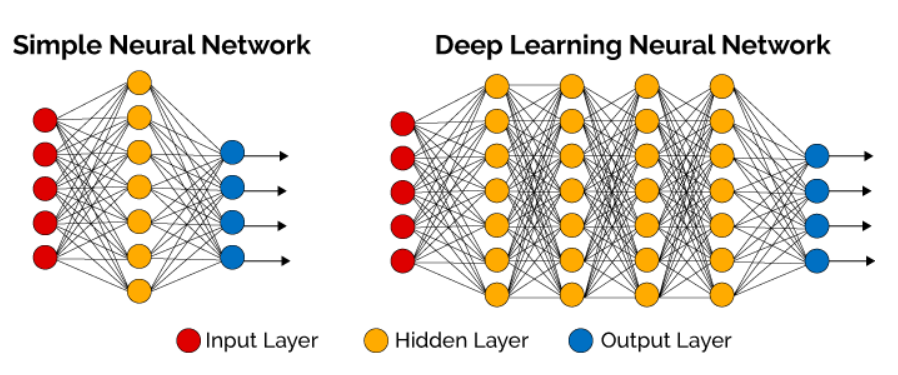 Simple Neural Network
Deep Learning Neural Network
Input Layer
Hidden Layer
Output Layer